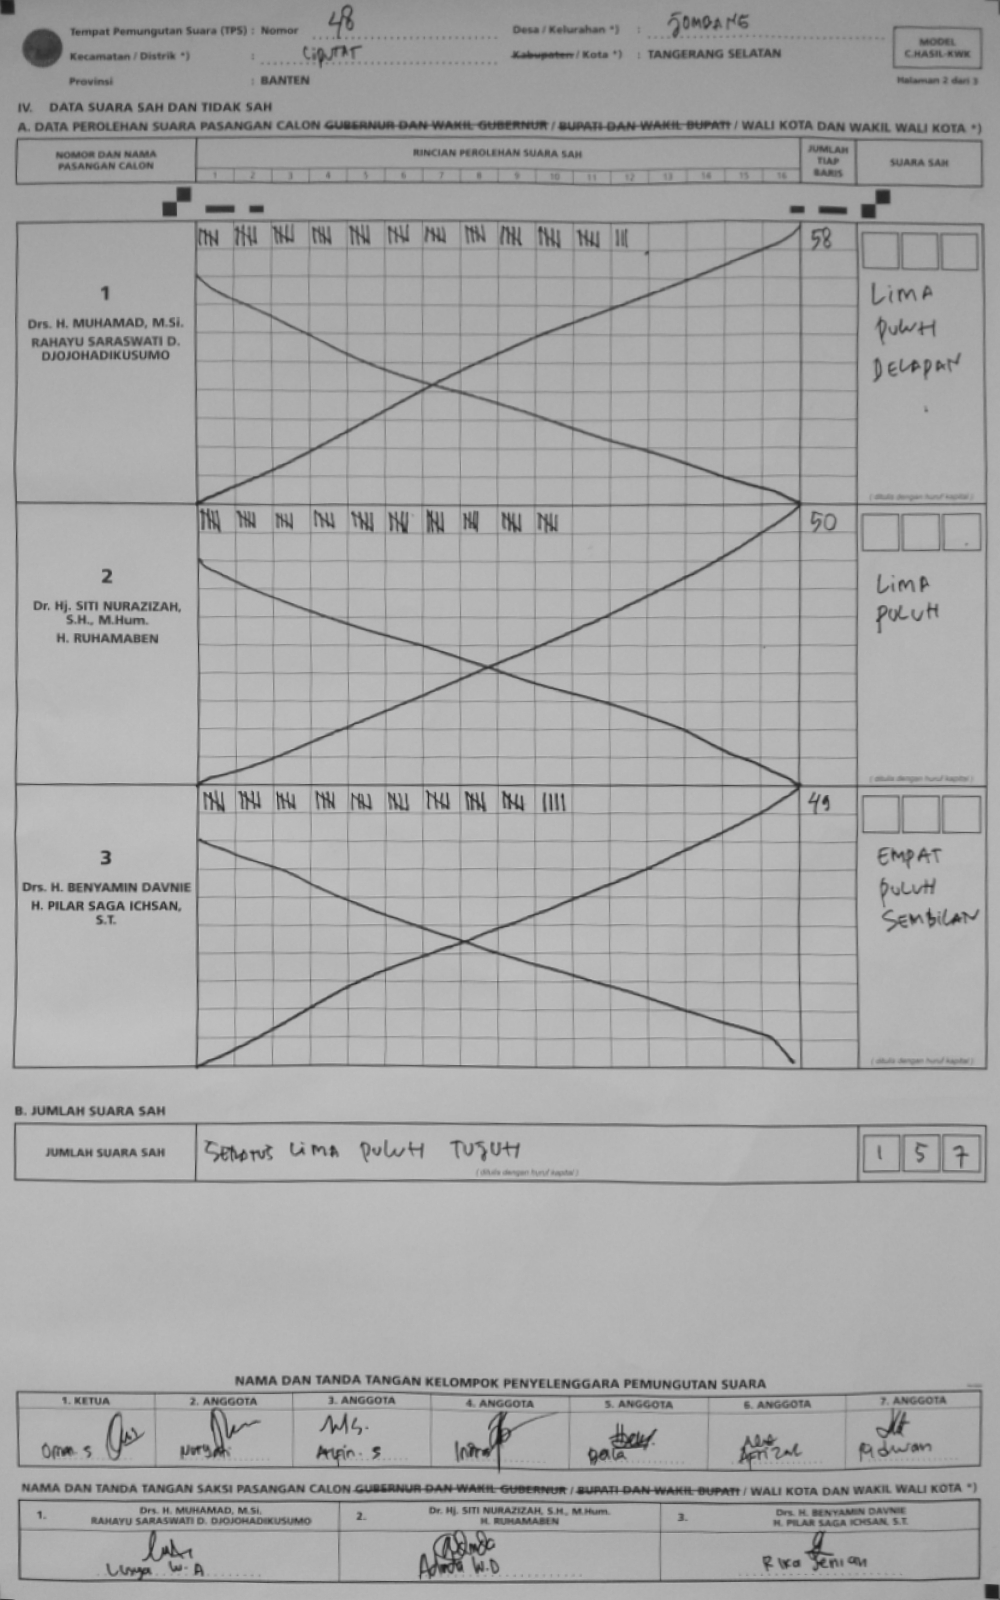 Tempat Pemungutan Suara (TPS) : Nomor 48 Desa / Kelurahan *) : JOMBANG
Kecamatan / Distrik *) : CIPUTAT Kabupaten / Kota *) : TANGERANG SELATAN
Provinsi : BANTEN
MODEL
C.HASIL-KWK
Halaman 2 dari 3
IV. DATA SUARA SAH DAN TIDAK SAH
A. DATA PEROLEHAN SUARA PASANGAN CALON GUBERNUR DAN WAKIL GUBERNUR / BUPATI DAN WAKIL BUPATI / WALI KOTA DAN WAKIL WALI KOTA *)
NOMOR DAN NAMA
PASANGAN CALON
RINCIAN PEROLEHAN SUARA SAH
1 2 3 4 5 6 7 8 9 10 11 12 13 14 15 16
JUMLAH
TIAP
BARIS
SUARA SAH
1
Drs. H. MUHAMAD, M.Si.
RAHAYU SARASWATI D.
DJOJOHADIKUSUMO
58
LIMA
PULUH
DELAPAN
( ditulis dengan huruf kapital )
2
Dr. Hj. SITI NURAZIZAH,
S.H., M.Hum.
H. RUHAMABEN
50
LIMA
PULUH
( ditulis dengan huruf kapital )
3
Drs. H. BENYAMIN DAVNIE
H. PILAR SAGA ICHSAN,
S.T.
49
EMPAT
PULUH
SEMBILAN
( ditulis dengan huruf kapital )
B. JUMLAH SUARA SAH
JUMLAH SUARA SAH SERATUS LIMA PULUH TUJUH 1 5 7
( ditulis dengan huruf kapital )
NAMA DAN TANDA TANGAN KELOMPOK PENYELENGGARA PEMUNGUTAN SUARA
1. KETUA 2. ANGGOTA 3. ANGGOTA 4. ANGGOTA 5. ANGGOTA 6. ANGGOTA 7. ANGGOTA
Oman S Nuryati Arifin. S Bela Afrizal Ridwan
NAMA DAN TANDA TANGAN SAKSI PASANGAN CALON GUBERNUR DAN WAKIL GUBERNUR / BUPATI DAN WAKIL BUPATI / WALI KOTA DAN WAKIL WALI KOTA *)
1. Drs. H. MUHAMAD, M.Si.
RAHAYU SARASWATI D. DJOJOHADIKUSUMO
2. Dr. Hj. SITI NURAZIZAH, S.H., M.Hum.
H. RUHAMABEN
3. Drs. H. BENYAMIN DAVNIE
H. PILAR SAGA ICHSAN, S.T.
W. A
Adinda W.D
Rika